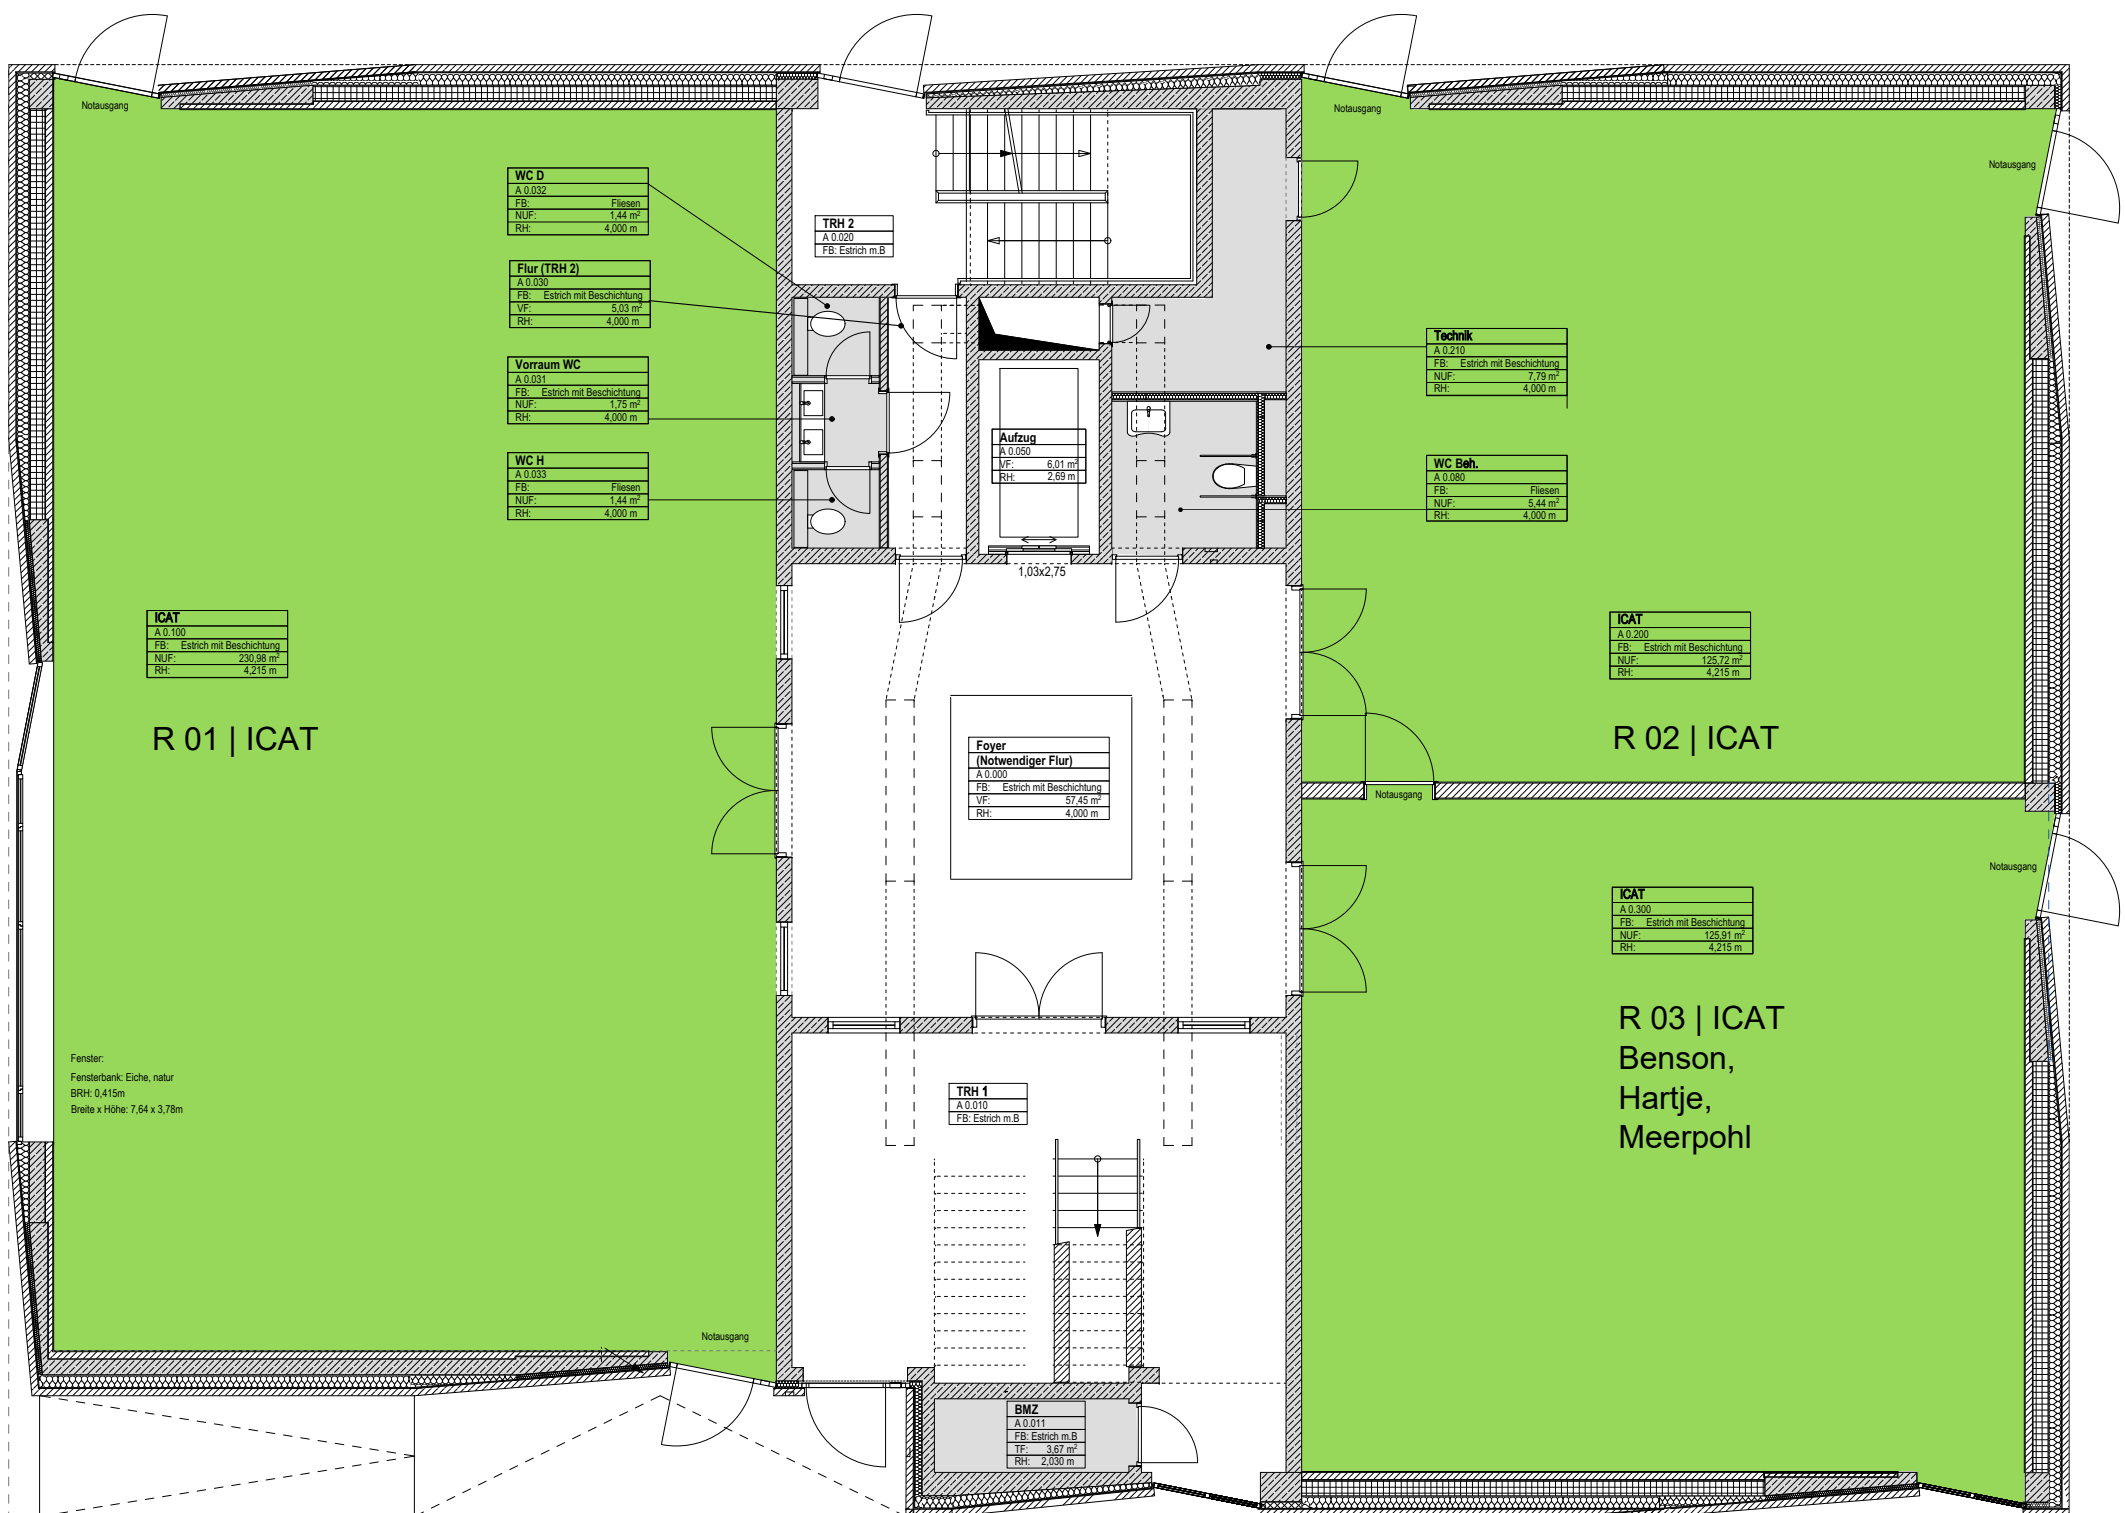 Notausgang
Notausgang
Notausgang
WC D
A 0.032
FB: Fliesen
NUF: 1,44 m²
RH: 4,000 m
TRH 2
A 0.020
FB: Estrich m.B
Flur (TRH 2)
A 0.030
FB: Estrich mit Beschichtung
VF: 5,03 m²
RH: 4,000 m
Technik
A 0.210
FB: Estrich mit Beschichtung
NUF: 7,79 m²
RH: 4,000 m
Vorraum WC
A 0.031
FB: Estrich mit Beschichtung
NUF: 1,75 m²
RH: 4,000 m
Aufzug
A 0.050
VF: 6,01 m²
RH: 2,69 m
WC H
A 0.033
FB: Fliesen
NUF: 1,44 m²
RH: 4,000 m
WC Beh.
A 0.080
FB: Fliesen
NUF: 5,44 m²
RH: 4,000 m
1,03x2,75
ICAT
A 0.100
FB: Estrich mit Beschichtung
NUF: 230,98 m²
RH: 4,215 m
ICAT
A 0.200
FB: Estrich mit Beschichtung
NUF: 125,72 m²
RH: 4,215 m
R 01 | ICAT
R 02 | ICAT
Foyer
(Notwendiger Flur)
A 0.000
FB: Estrich mit Beschichtung
VF: 57,45 m²
RH: 4,000 m
Notausgang
Notausgang
ICAT
A 0.300
FB: Estrich mit Beschichtung
NUF: 125,91 m²
RH: 4,215 m
R 03 | ICAT
Benson,
Hartje,
Meerpohl
Fenster:
Fensterbank: Eiche, natur
BRH: 0,415m
Breite x Höhe: 7,64 x 3,78m
TRH 1
A 0.010
FB: Estrich m.B
Notausgang
BMZ
A 0.011
FB: Estrich m.B
TF: 3,67 m²
RH: 2,030 m